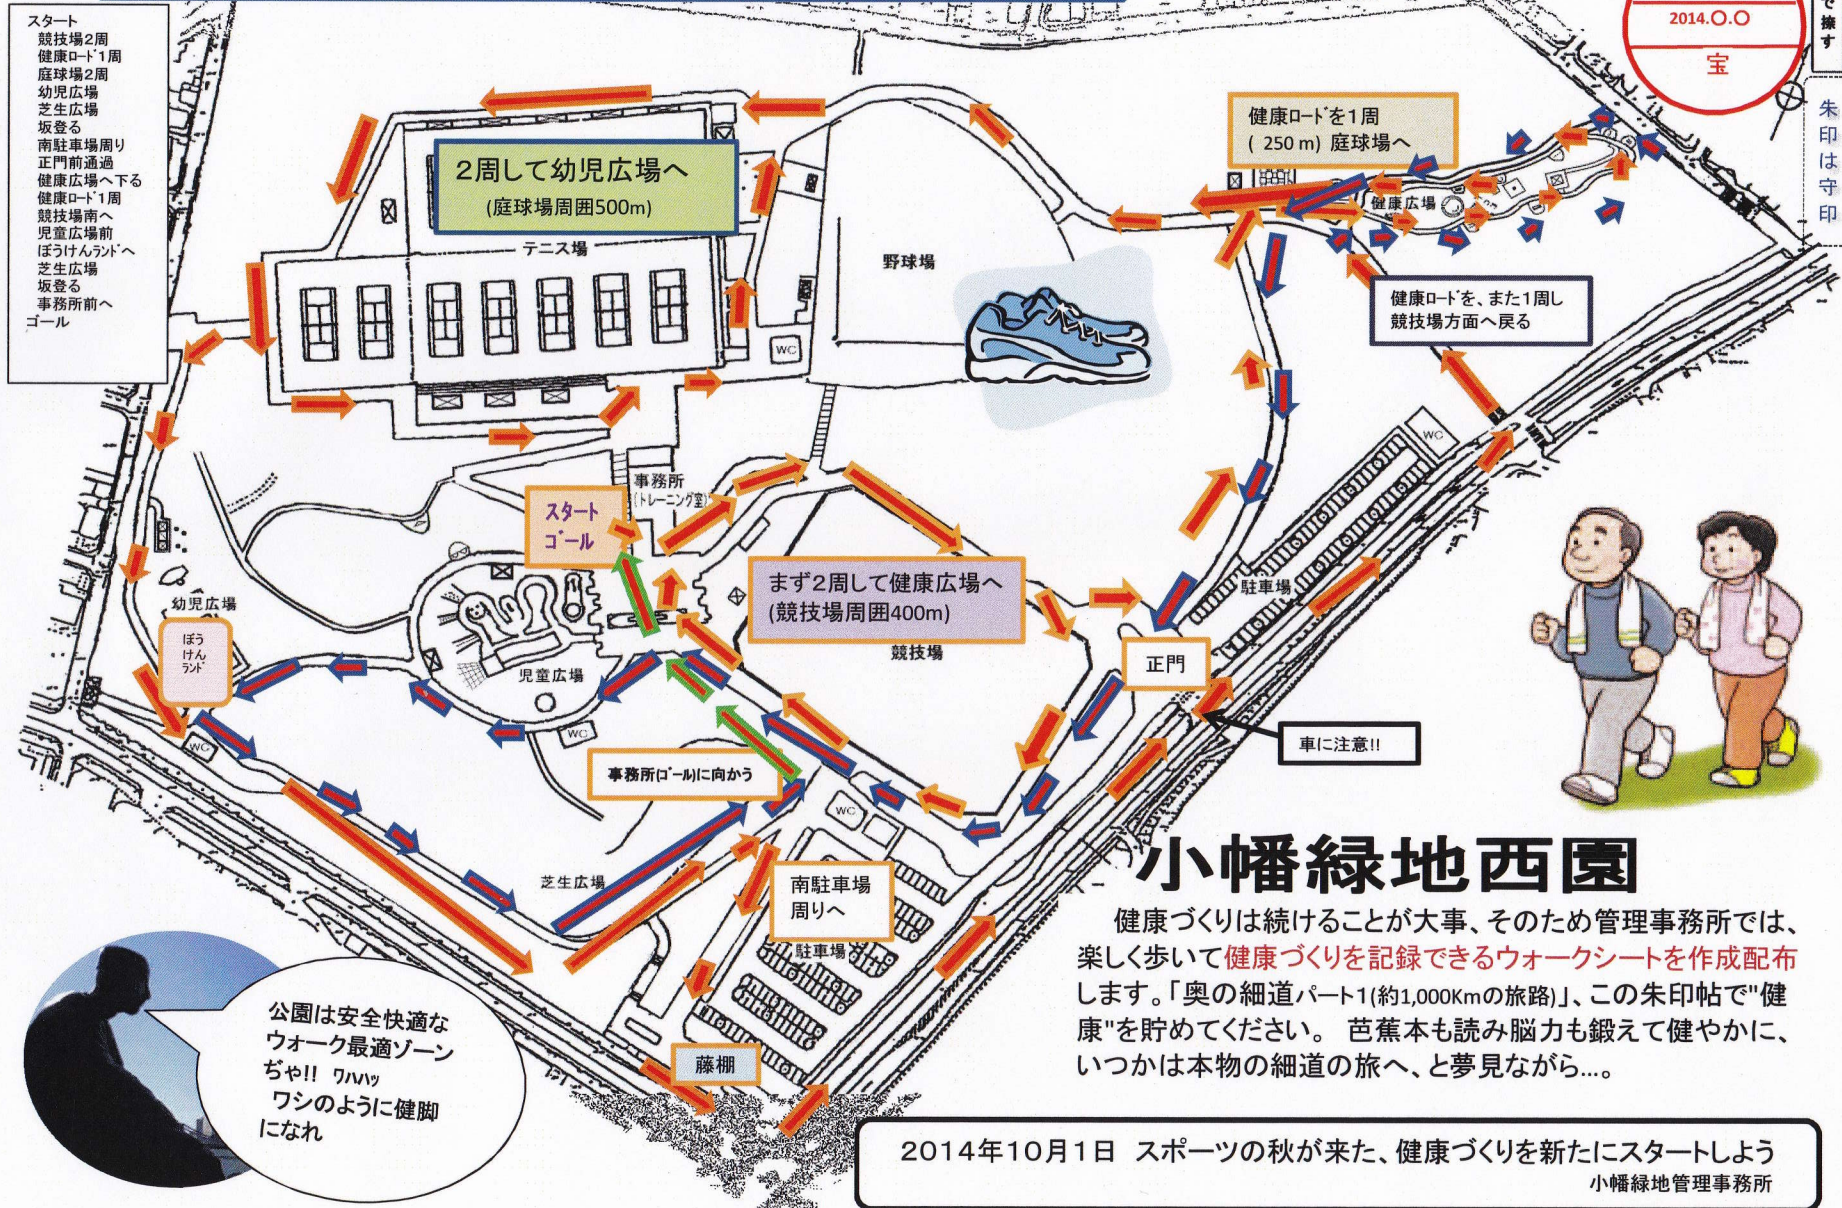 スタート
競技場2周
健康ロード1周
庭球場2周
幼児広場
芝生広場
坂登る
南駐車場周り
正門前通過
健康広場へ下る
健康ロード1周
競技場南へ
児童広場前
ぼうけんランドへ
芝生広場
坂登る
事務所前へ
ゴール
2014.〇.〇
宝
で擦す
朱印は守印
健康ロードを1周
( 250 m) 庭球場へ
2周して幼児広場へ
(庭球場周囲500m)
テニス場
野球場
健康広場
健康ロードを、また1周し
競技場方面へ戻る
WC
WC
事務所
(トレーニング室)
スタート
ゴール
まず2周して健康広場へ
(競技場周囲400m)
競技場
駐車場
幼児広場
ぼう
けん
ランド
児童広場
正門
WC
WC
車に注意!!
事務所(ゴール)に向かう
WC
芝生広場
南駐車場
周りへ
駐車場
藤棚
小幡緑地西園
健康づくりは続けることが大事、そのため管理事務所では、
楽しく歩いて健康づくりを記録できるウォークシートを作成配布
します。「奥の細道パート1(約1,000Kmの旅路)」、この朱印帖で"健
康"を貯めてください。 芭蕉本も読み脳力も鍛えて健やかに、
いつかは本物の細道の旅へ、と夢見ながら...。
公園は安全快適な
ウォーク最適ゾーン
ぢゃ!! ワハハッ
ワシのように健脚
になれ
2014年10月1日 スポーツの秋が来た、健康づくりを新たにスタートしよう
小幡緑地管理事務所